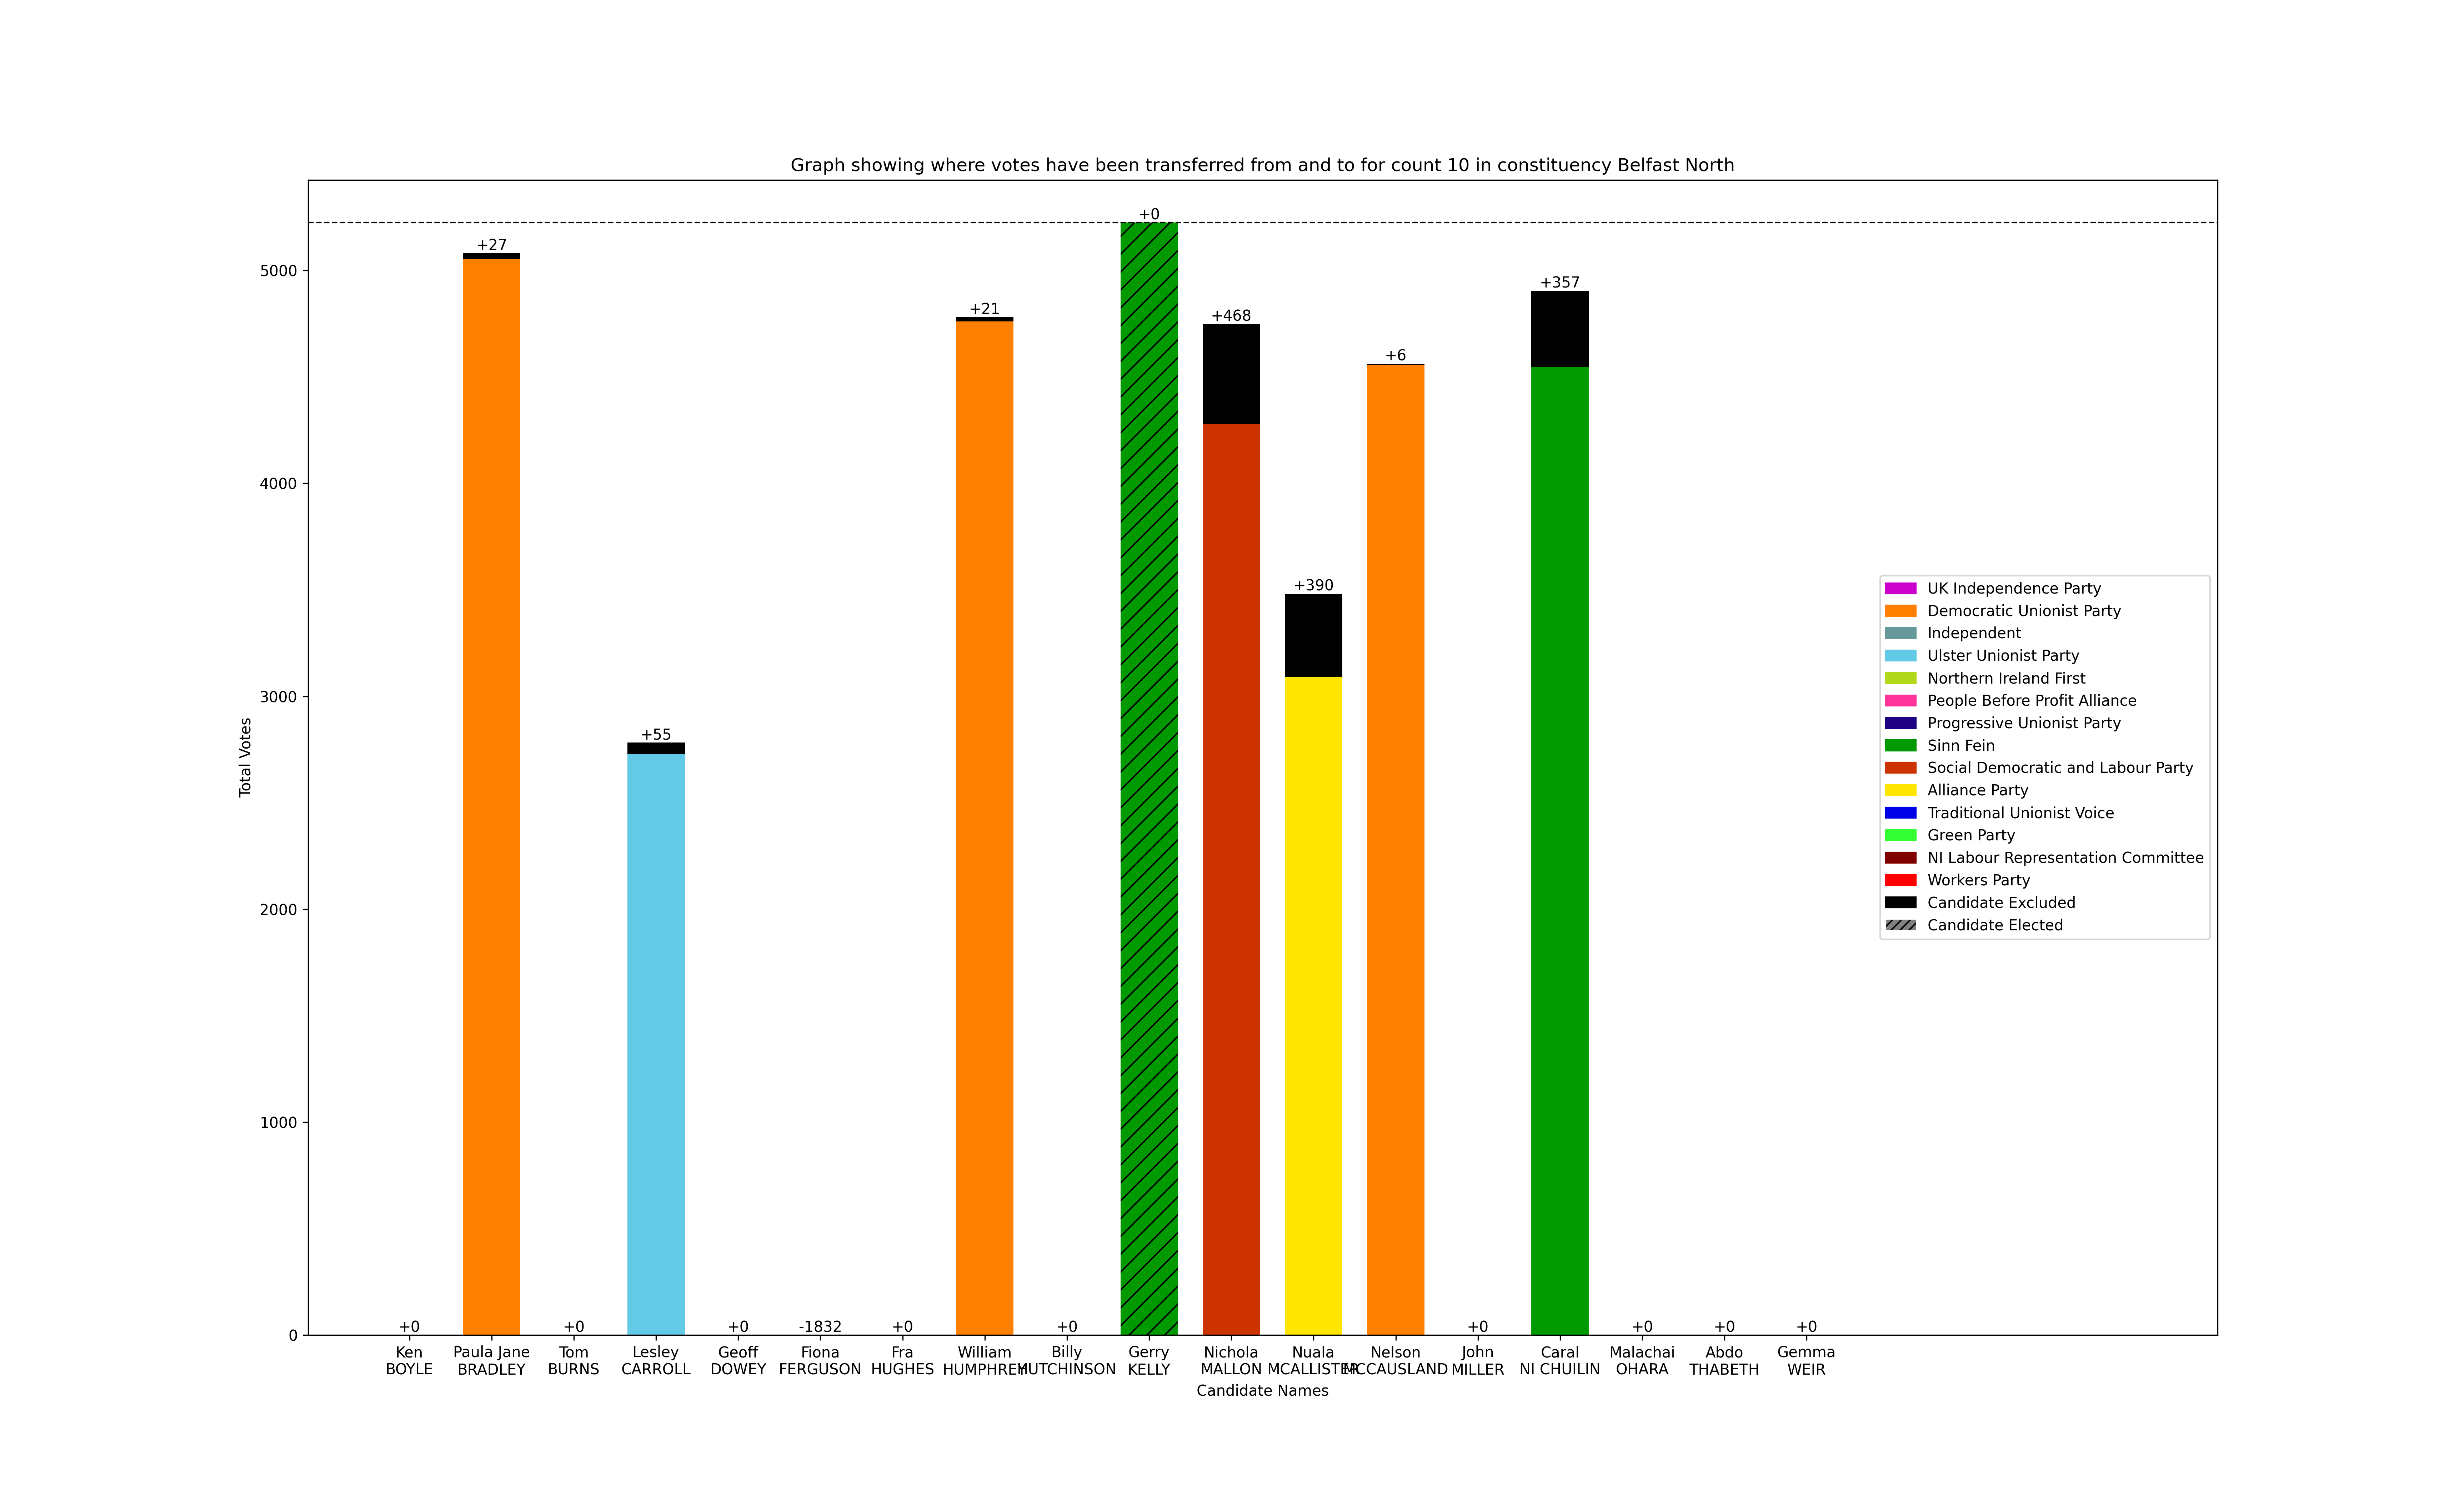 Graph showing where votes have been transferred from and to for count 10 in constituency Belfast North
Total Votes
5000
4000
3000
2000
1000
0
+0
+27
+0
+55
+0
-1832
+0
+21
+0
+0
+468
+390
+6
+0
+357
+0
+0
+0
Ken
BOYLE
Paula Jane
BRADLEY
Tom
BURNS
Lesley
CARROLL
Geoff
DOWEY
Fiona
FERGUSON
Fra
HUGHES
William
HUMPHREY
Billy
HUTCHINSON
Gerry
KELLY
Nichola
MALLON
Nuala
MCALLISTER
Nelson
MCCAUSLAND
John
MILLER
Caral
NI CHUILIN
Malachai
OHARA
Abdo
THABETH
Gemma
WEIR
Candidate Names
UK Independence Party
Democratic Unionist Party
Independent
Ulster Unionist Party
Northern Ireland First
People Before Profit Alliance
Progressive Unionist Party
Sinn Fein
Social Democratic and Labour Party
Alliance Party
Traditional Unionist Voice
Green Party
NI Labour Representation Committee
Workers Party
Candidate Excluded
Candidate Elected